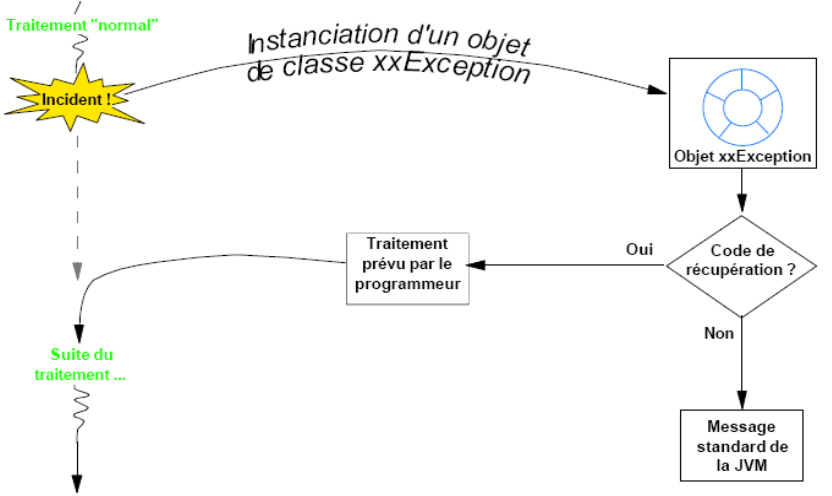 Traitement "normal"
Instanciation d'un objet
de classe xxException
Incident !
Objet xxException
Code de
récupération ?
Oui
Traitement
prévu par le
programmeur
Non
Suite du
traitement ...
Message
standard de
la JVM